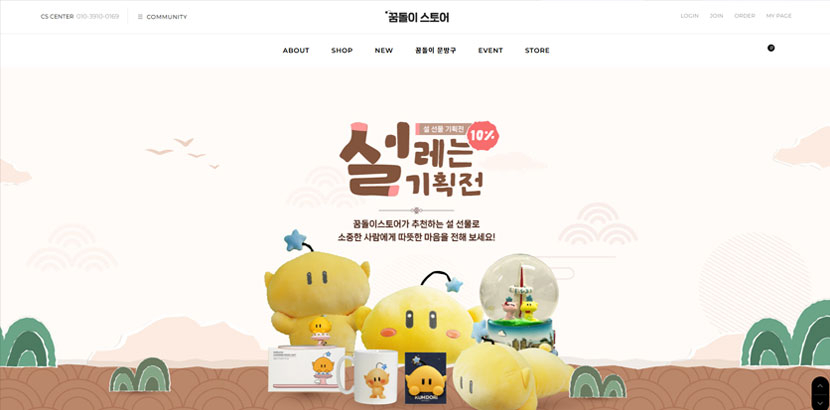 CS CENTER 010-3910-0169
COMMUNITY
꿈돌이 스토어
LOGIN JOIN ORDER MY PAGE
ABOUT SHOP NEW 꿈돌이 문방구 EVENT STORE
설 선물 기획전
10%
설레는
기획전
꿈돌이스토어가 추천하는 설 선물로
소중한 사람에게 따뜻한 마음을 전해 보세요!
KUMDORI